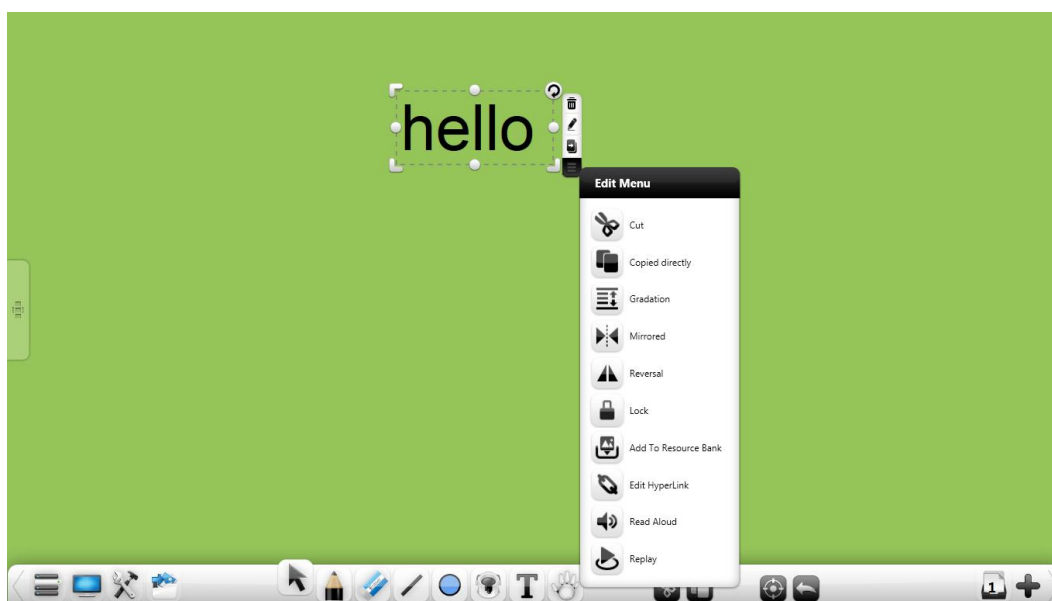 hello
Edit Menu
Cut
Copied directly
Gradation
Mirrored
Reversal
Lock
Add To Resource Bank
Edit HyperLink
Read Aloud
Replay
T
1